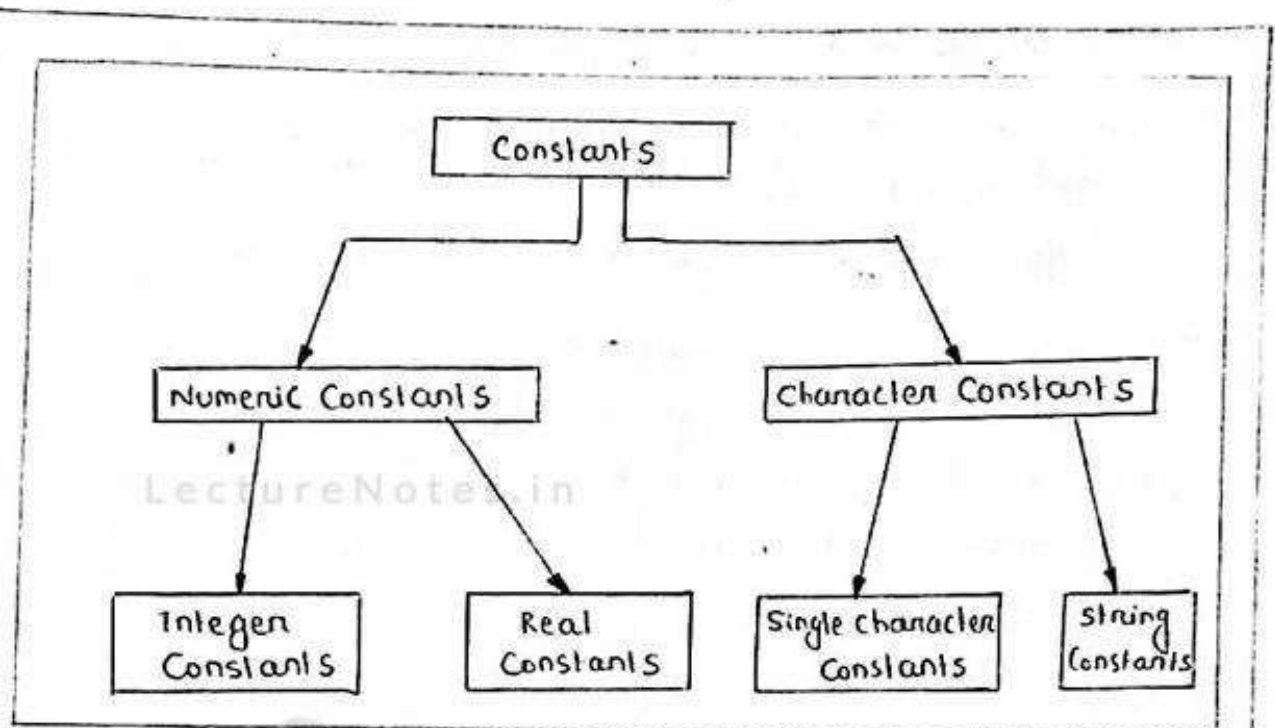 Constants
Numeric Constants
Character Constants
LectureNotes.in
Integer
Constants
Real
Constants
Single character
Constants
string
Constants